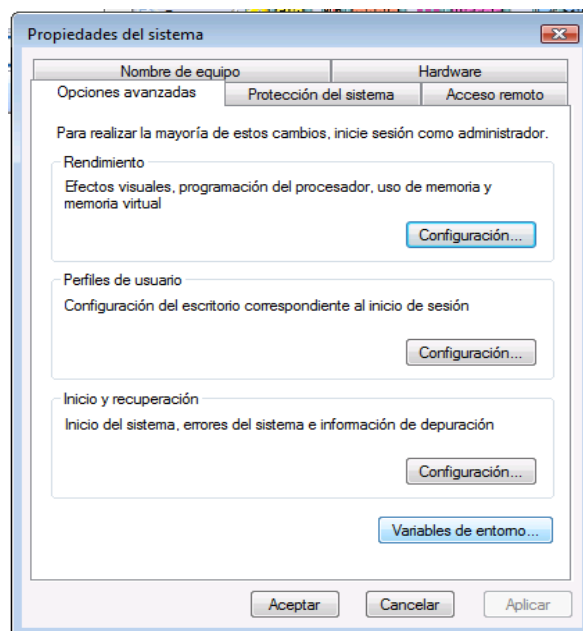 Propiedades del sistema
Nombre de equipo
Hardware
Opciones avanzadas
Protección del sistema
Acceso remoto
Para realizar la mayoría de estos cambios, inicie sesión como administrador.
Rendimiento
Efectos visuales, programación del procesador, uso de memoria y
memoria virtual
Configuración...
Perfiles de usuario
Configuración del escritorio correspondiente al inicio de sesión
Configuración...
Inicio y recuperación
Inicio del sistema, errores del sistema e información de depuración
Configuración...
Variables de entorno...
Aceptar
Cancelar
Aplicar